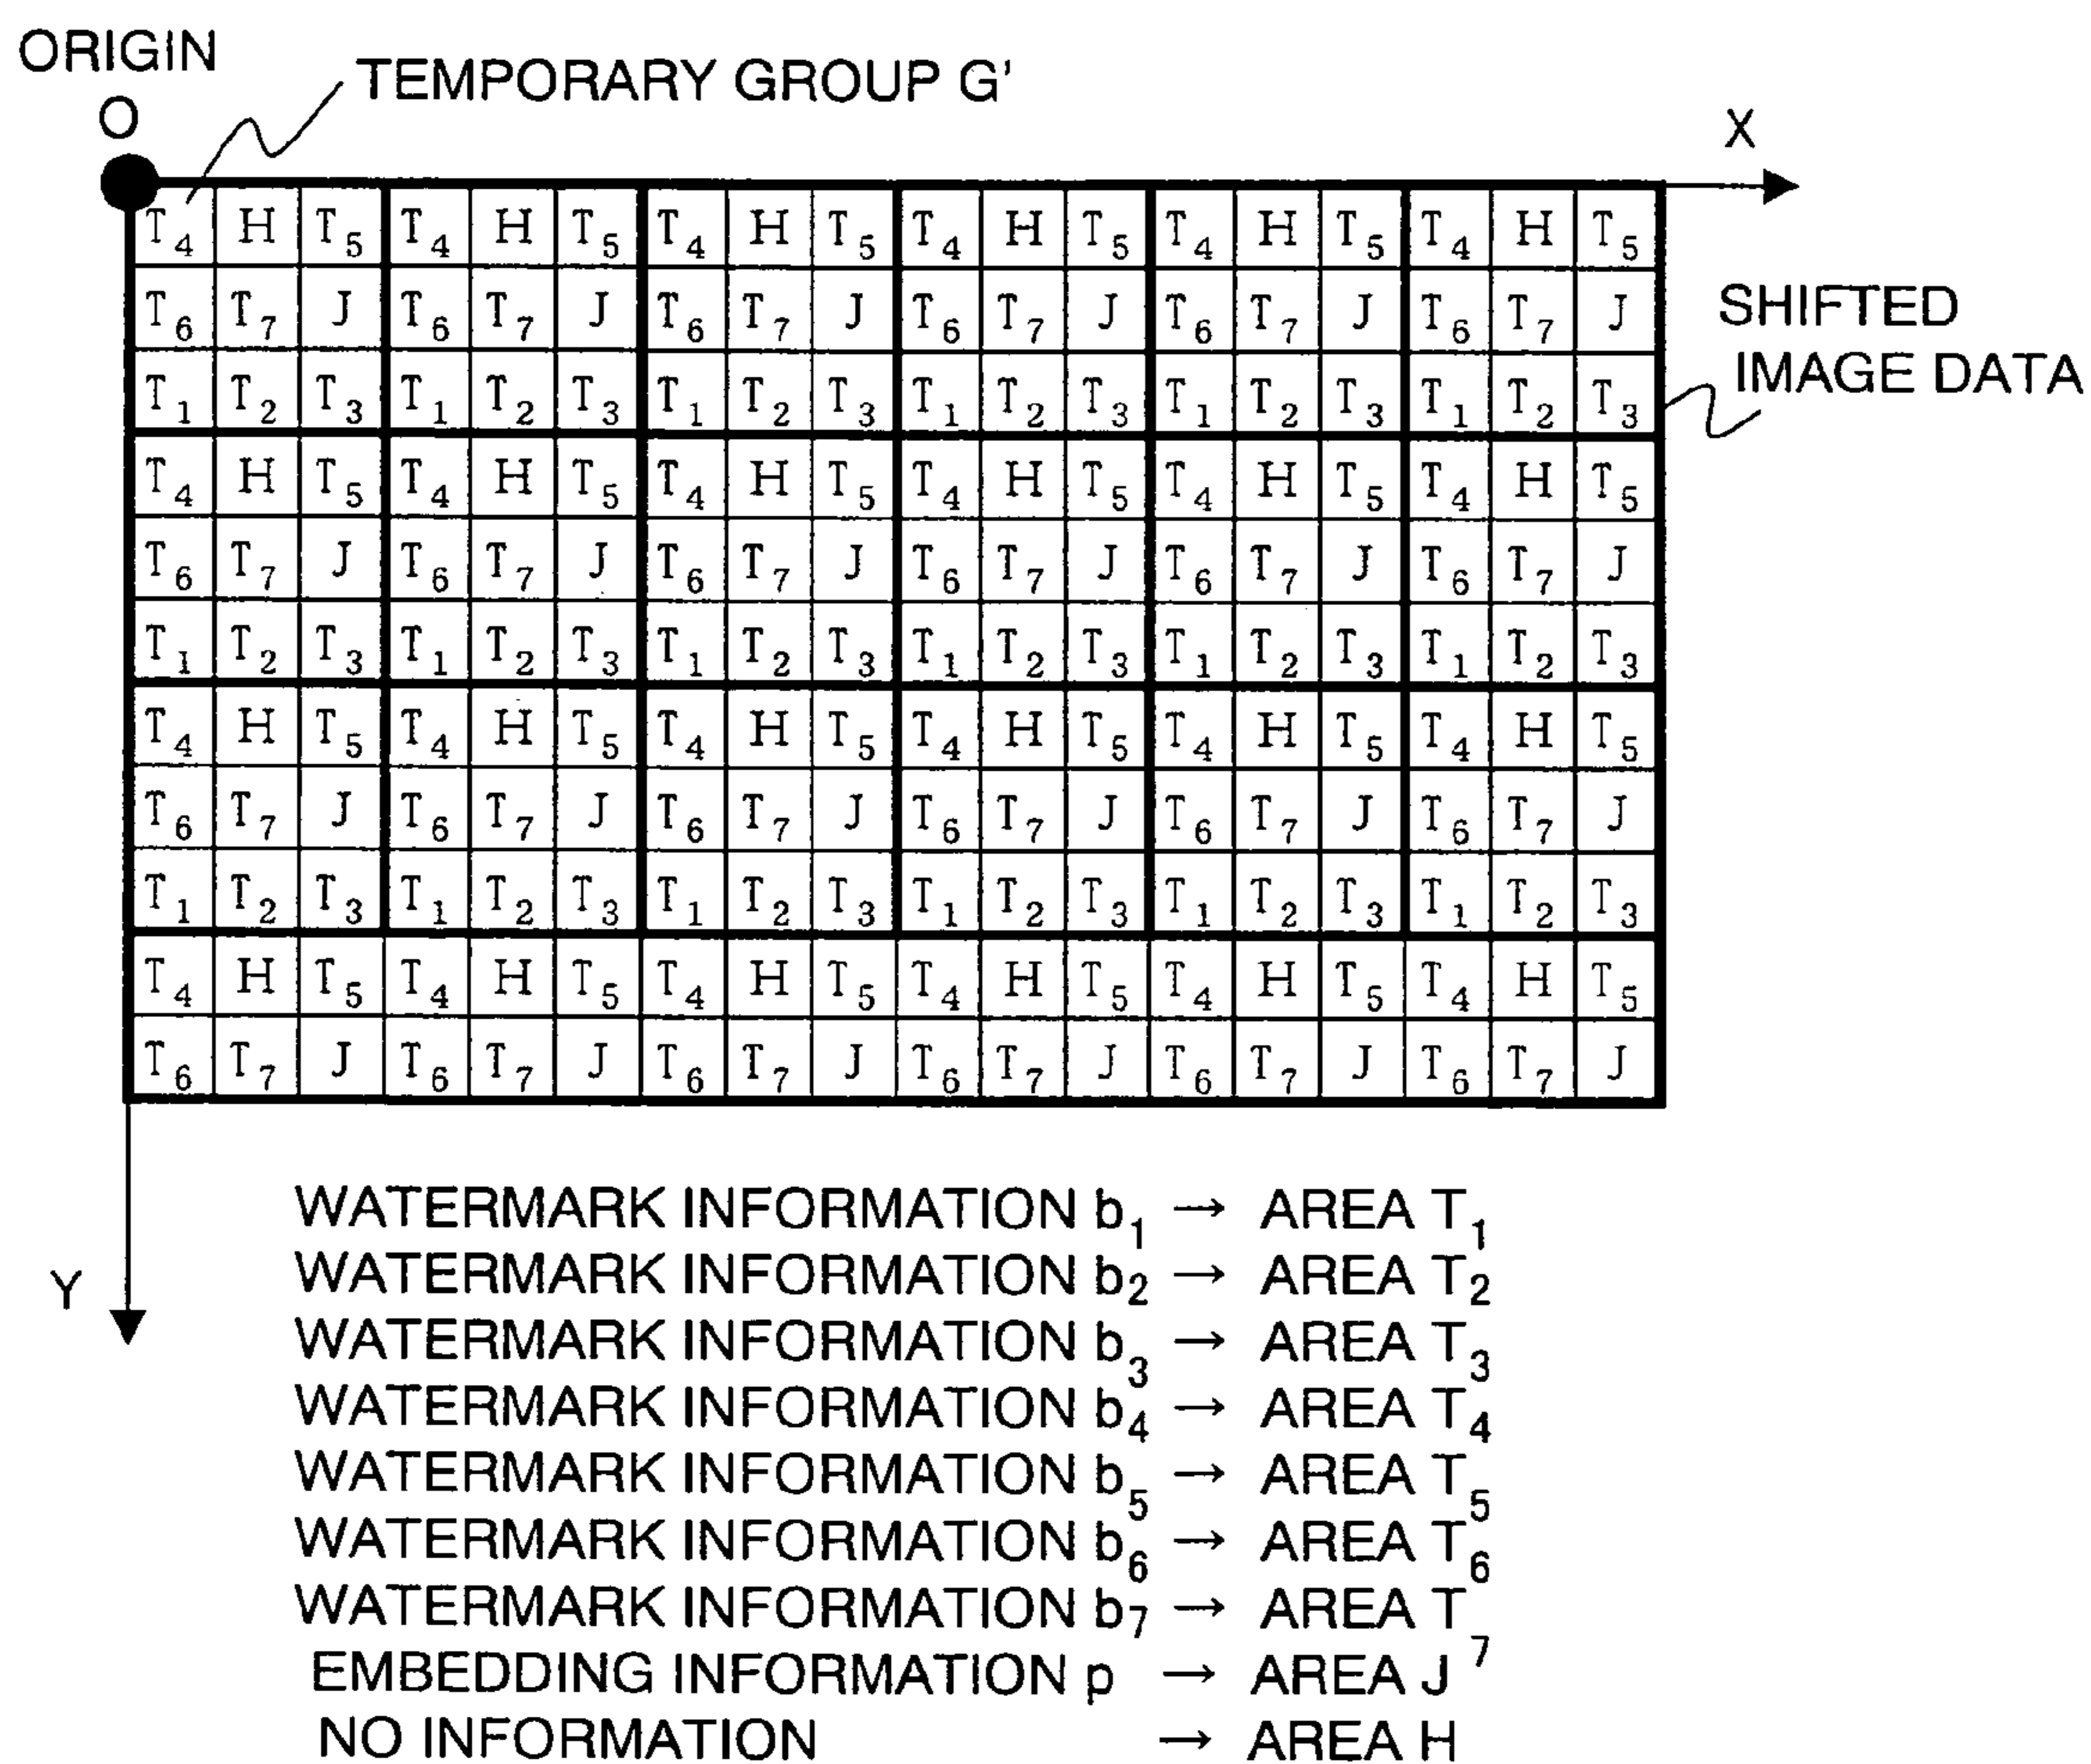 ORIGIN
O
TEMPORARY GROUP G'
X
T4 H T5 T4 H T5 T4 H T5 T4 H T5 T4 H T5 T4 H T5
T6 T7 J T6 T7 J T6 T7 J T6 T7 J T6 T7 J T6 T7 J
T1 T2 T3 T1 T2 T3 T1 T2 T3 T1 T2 T3 T1 T2 T3 T1 T2 T3
T4 H T5 T4 H T5 T4 H T5 T4 H T5 T4 H T5 T4 H T5
T6 T7 J T6 T7 J T6 T7 J T6 T7 J T6 T7 J T6 T7 J
T1 T2 T3 T1 T2 T3 T1 T2 T3 T1 T2 T3 T1 T2 T3 T1 T2 T3
T4 H T5 T4 H T5 T4 H T5 T4 H T5 T4 H T5 T4 H T5
T6 T7 J T6 T7 J T6 T7 J T6 T7 J T6 T7 J T6 T7 J
T1 T2 T3 T1 T2 T3 T1 T2 T3 T1 T2 T3 T1 T2 T3 T1 T2 T3
T4 H T5 T4 H T5 T4 H T5 T4 H T5 T4 H T5 T4 H T5
T6 T7 J T6 T7 J T6 T7 J T6 T7 J T6 T7 J T6 T7 J
SHIFTED
IMAGE DATA
Y
WATERMARK INFORMATION b1 → AREA T1
WATERMARK INFORMATION b2 → AREA T2
WATERMARK INFORMATION b3 → AREA T3
WATERMARK INFORMATION b4 → AREA T4
WATERMARK INFORMATION b5 → AREA T5
WATERMARK INFORMATION b6 → AREA T6
WATERMARK INFORMATION b7 → AREA T7
EMBEDDING INFORMATION p → AREA J
NO INFORMATION → AREA H